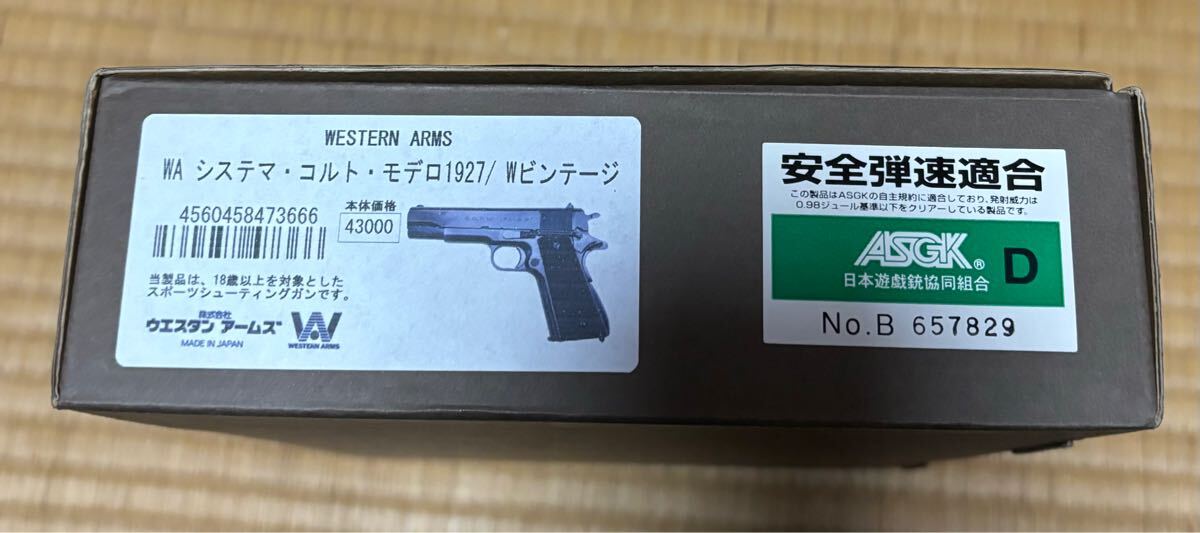 WESTERN ARMS
WA システマ・コルト・モデロ1927/ Wビンテージ
4560458473666
本体価格
43000
当製品は、18歳以上を対象とした
スポーツシューティングガンです。
株式会社
ウエスタン アームズ
MADE IN JAPAN
WESTERN ARMS
安全弾速適合
この製品はASGKの自主規約に適合しており、発射威力は
0.98ジュール基準以下をクリアーしている製品です。
ASGK® D
日本遊戯銃協同組合
No.B 657829